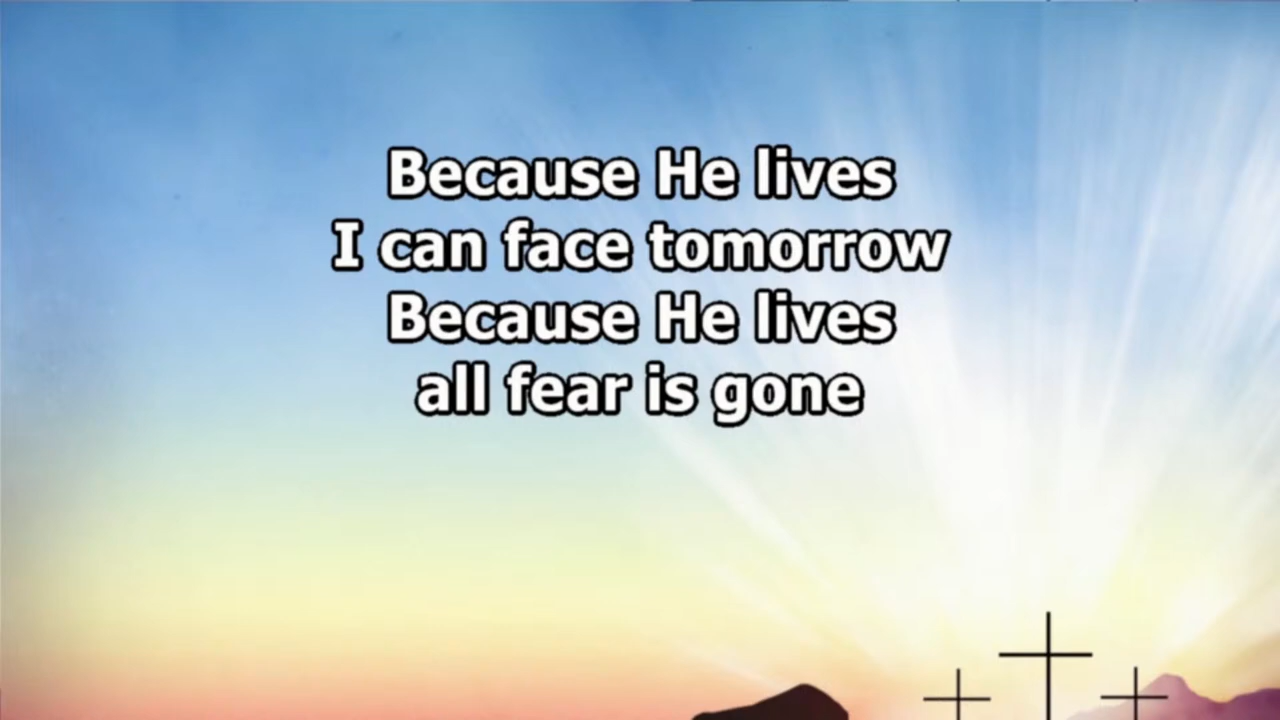 Because He lives
I can face tomorrow
Because He lives
all fear is gone